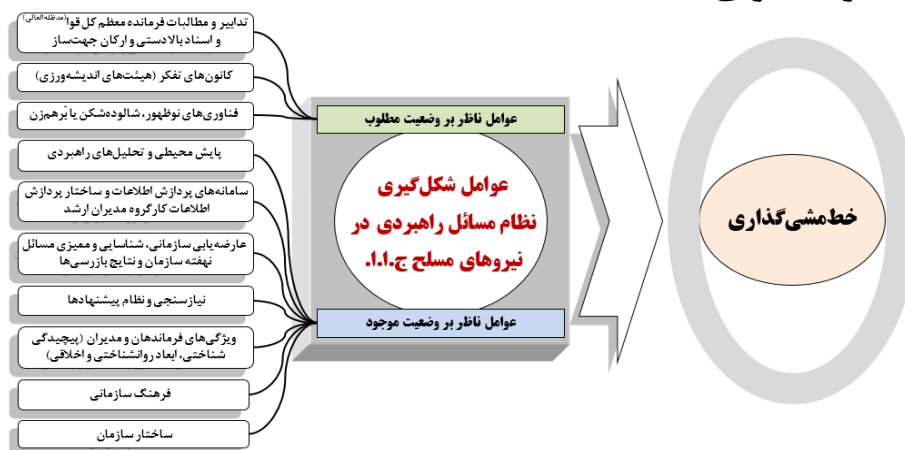 تدابیر و مطالبات فرمانده معظم کل قوا(مدظله‌العالی)
و اسناد بالادستی و ارکان جهت‌ساز
کانون‌های تفکر (هیئت‌های اندیشه‌ورزی)
فناوری‌های نوظهور، شالوده‌شکن یا بَرهم‌زن
پایش محیطی و تحلیل‌های راهبردی
سامانه‌های پردازش اطلاعات و ساختار پردازش
اطلاعات کارگروه مدیران ارشد
عارضه‌یابی سازمانی، شناسایی و ممیزی مسائل
نهفته سازمان و نتایج بازرسی‌ها
نیازسنجی و نظام پیشنهادها
ویژگی‌های فرماندهان و مدیران (پیچیدگی
شناختی، ابعاد روانشناختی و اخلاقی)
فرهنگ سازمانی
ساختار سازمان
عوامل ناظر بر وضعیت مطلوب
عوامل شکل‌گیری
نظام مسائل راهبردی در
نیروهای مسلح ج.ا.ا.
عوامل ناظر بر وضعیت موجود
خط‌مشی‌گذاری